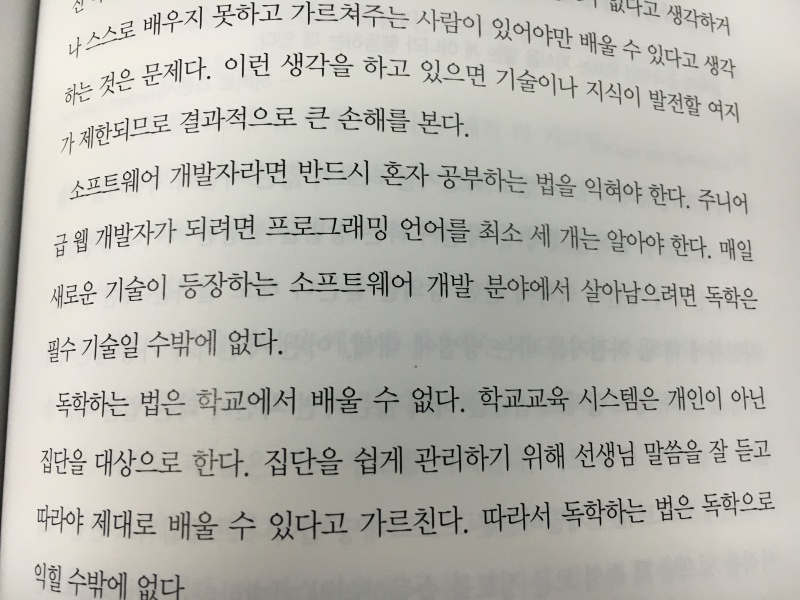 없다고 생각하거
나 스스로 배우지 못하고 가르쳐주는 사람이 있어야만 배울 수 있다고 생각
하는 것은 문제다. 이런 생각을 하고 있으면 기술이나 지식이 발전할 여지
가 제한되므로 결과적으로 큰 손해를 본다.
소프트웨어 개발자라면 반드시 혼자 공부하는 법을 익혀야 한다. 주니어
급 웹 개발자가 되려면 프로그래밍 언어를 최소 세 개는 알아야 한다. 매일
새로운 기술이 등장하는 소프트웨어 개발 분야에서 살아남으려면 독학은
필수 기술일 수밖에 없다.
독학하는 법은 학교에서 배울 수 없다. 학교교육 시스템은 개인이 아닌
집단을 대상으로 한다. 집단을 쉽게 관리하기 위해 선생님 말씀을 잘 듣고
따라야 제대로 배울 수 있다고 가르친다. 따라서 독학하는 법은 독학으로
익힐 수밖에 없다